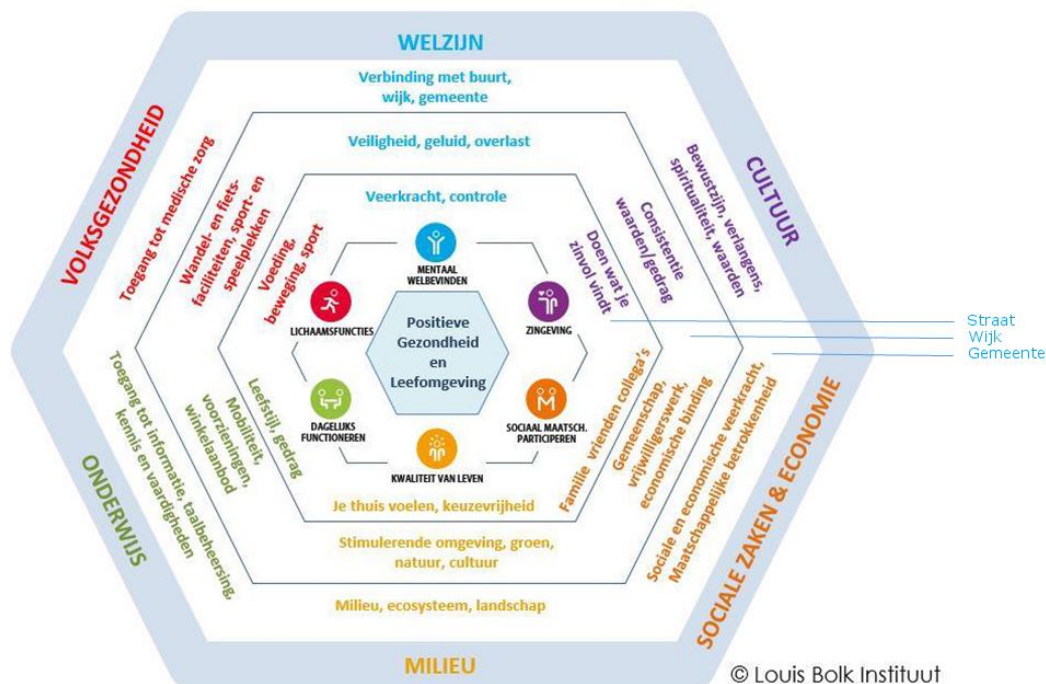 WELZIJN
Verbinding met buurt,
wijk, gemeente
Veiligheid, geluid, overlast
Veerkracht, controle
MENTAAL
WELBEVINDEN
VOLKSGEZONDHEID
Toegang tot medische zorg
Wandel- en fiets-
faciliteiten, sport- en
speelplekken
Voeding,
beweging, sport
LICHAAMSFUNCTIES
CULTUUR
Bewustzijn, verlangens,
spiritualiteit, waarden
Consistentie
waarden/gedrag
Doen wat je
zinvol vindt
ZINGEVING
Positieve
Gezondheid
en
Leefomgeving
Straat
Wijk
Gemeente
ONDERWIJS
Toegang tot informatie, taalbeheersing,
kennis en vaardigheden
Mobiliteit,
voorzieningen,
winkelaanbod
Leefstijl, gedrag
DAGELIJKS
FUNCTIONEREN
SOCIAAL MAATSCH.
PARTICIPEREN
Familie vrienden collega's
Gemeenschap,
vrijwilligerswerk,
economische binding
Sociale en economische veerkracht,
Maatschappelijke betrokkenheid
SOCIALE ZAKEN & ECONOMIE
KWALITEIT VAN LEVEN
Je thuis voelen, keuzevrijheid
Stimulerende omgeving, groen,
natuur, cultuur
Milieu, ecosysteem, landschap
MILIEU
© Louis Bolk Instituut